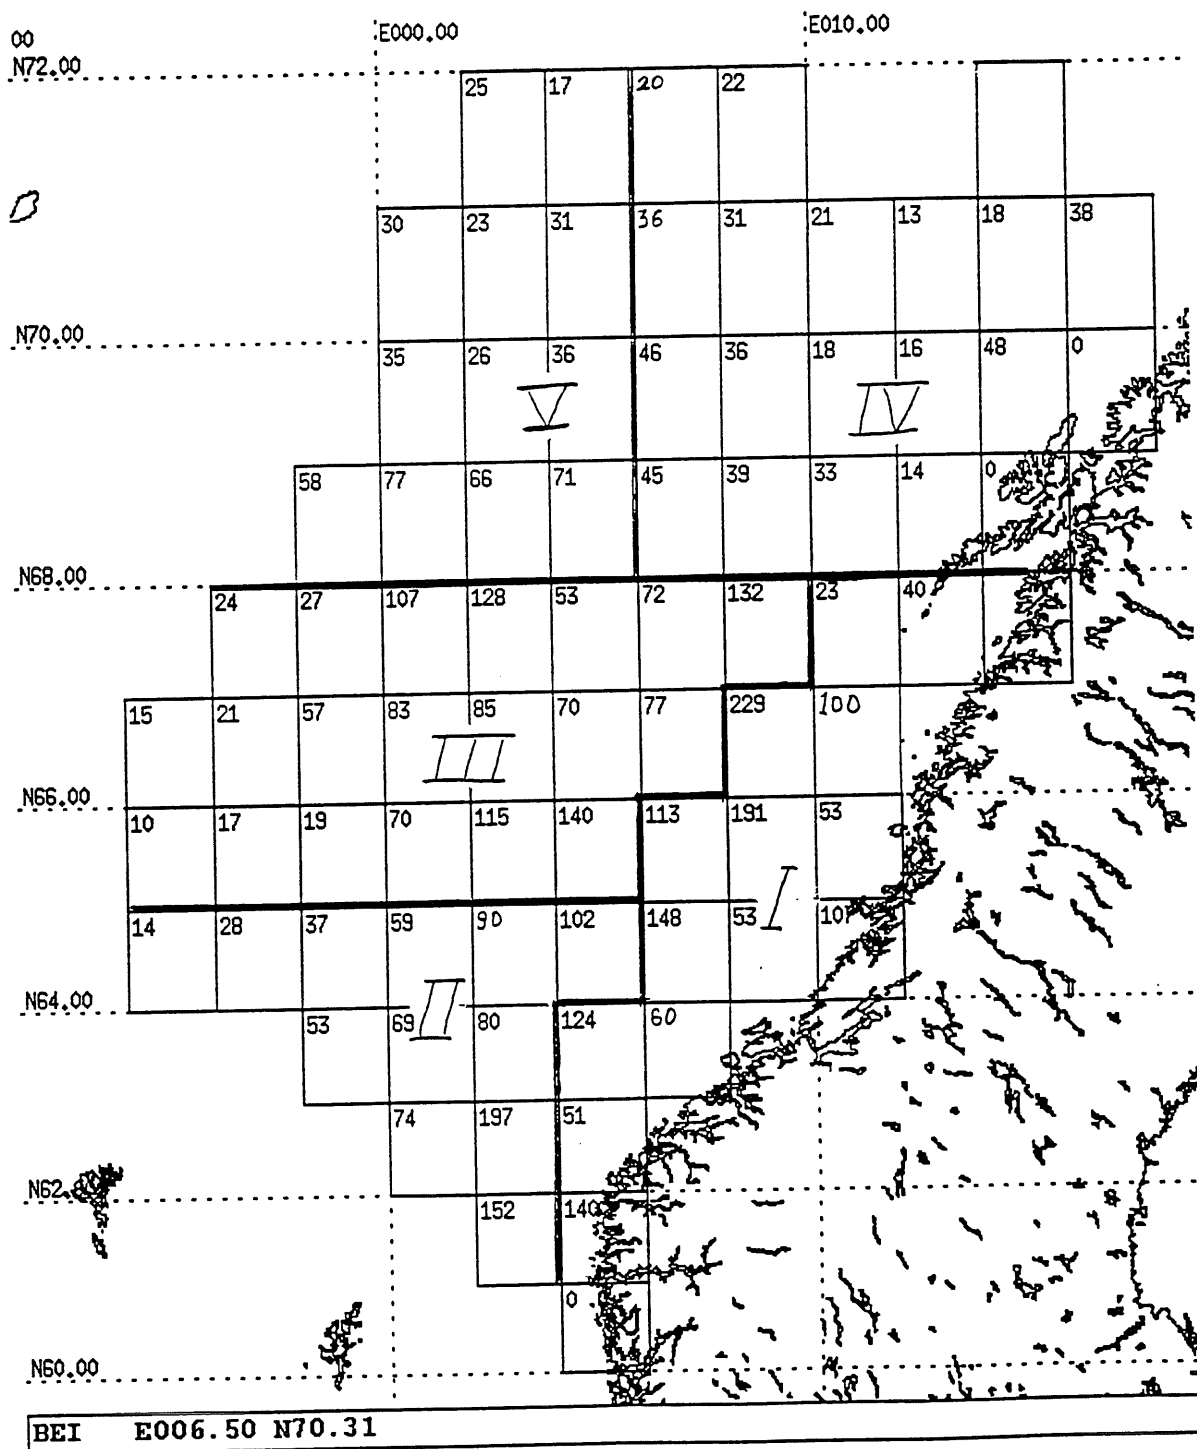 E000.00 E010.00
00
N72.00
25 17 20 22
30 23 31 36 31 21 13 18 38
N70.00
35 26 36 46 36 18 16 48 0
V IV
58 77 66 71 45 39 33 14 0
N68.00
24 27 107 128 53 72 132 23 40
15 21 57 83 85 70 77 229 100
III
N66.00
10 17 19 70 115 140 113 191 53
I
14 28 37 59 90 102 148 53 10
II
N64.00
53 69 80 124 60
74 197 51
N62
152 140
0
N60.00
BEI E006.50 N70.31